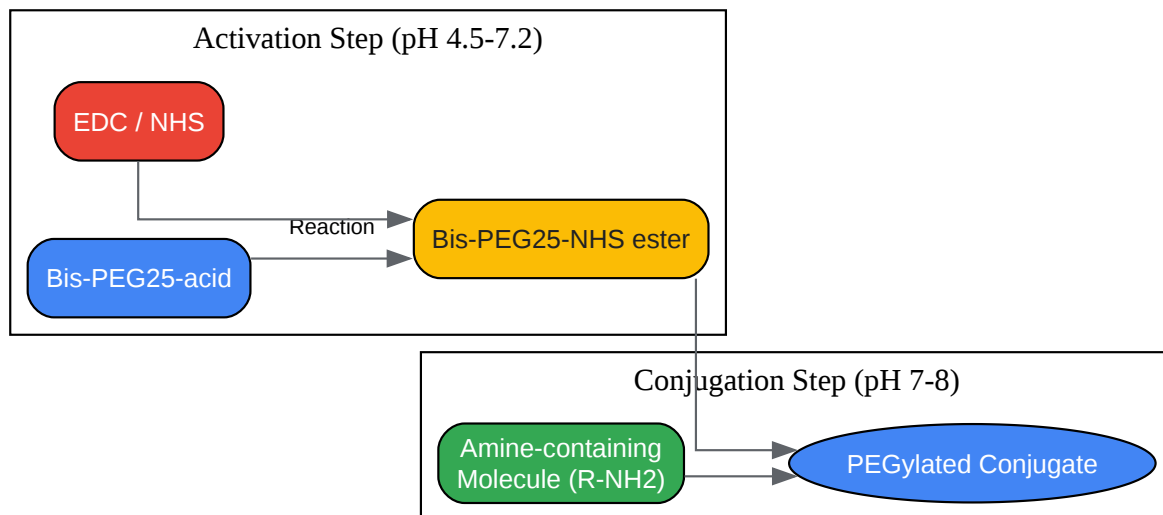 Activation Step (pH 4.5-7.2)
EDC / NHS
Reaction
Bis-PEG25-NHS ester
Bis-PEG25-acid
Conjugation Step (pH 7-8)
Amine-containing
Molecule (R-NH2)
PEGylated Conjugate